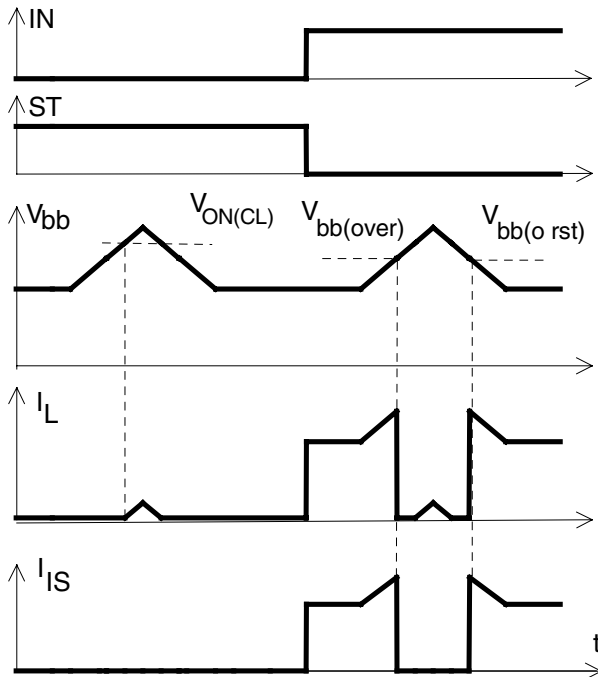 IN
ST
Vbb
VON(CL)
Vbb(over)
Vbb(o rst)
IL
IIS
t